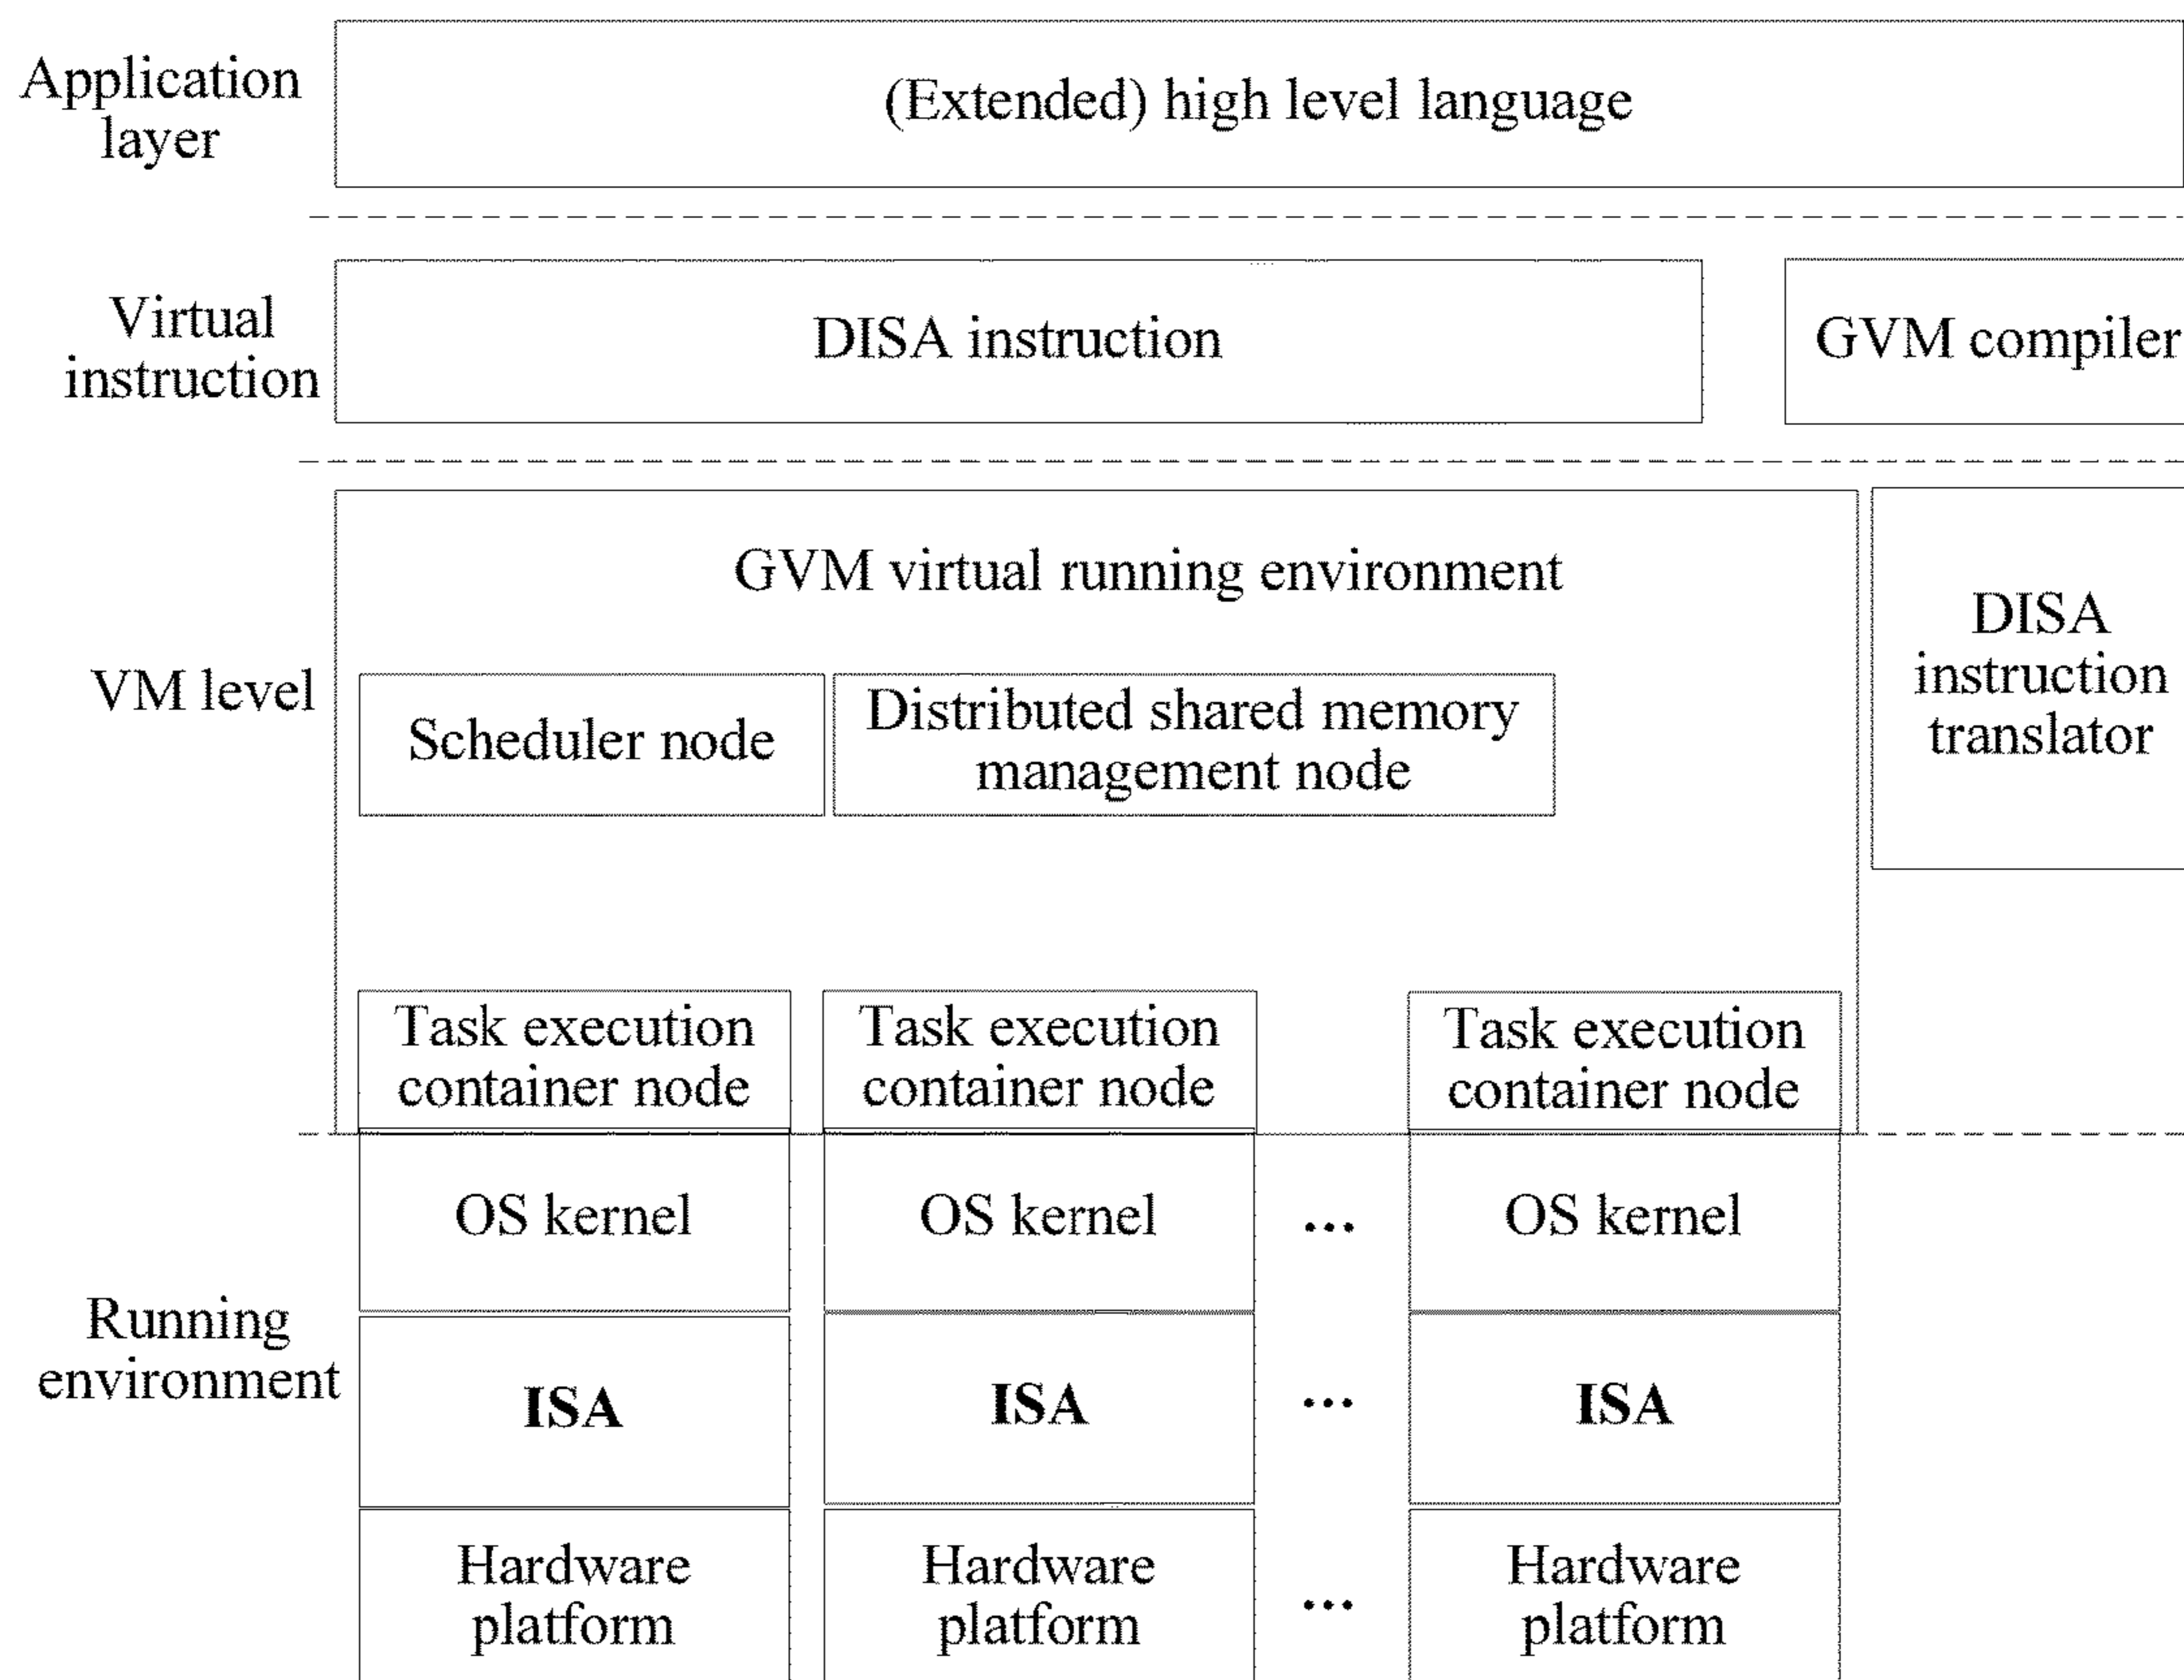 Application
layer
(Extended) high level language
Virtual
instruction
DISA instruction
GVM compiler
VM level
GVM virtual running environment
Scheduler node
Distributed shared memory
management node
DISA
instruction
translator
Task execution
container node
Task execution
container node
Task execution
container node
Running
environment
OS kernel
OS kernel
...
OS kernel
ISA
ISA
...
ISA
Hardware
platform
Hardware
platform
...
Hardware
platform